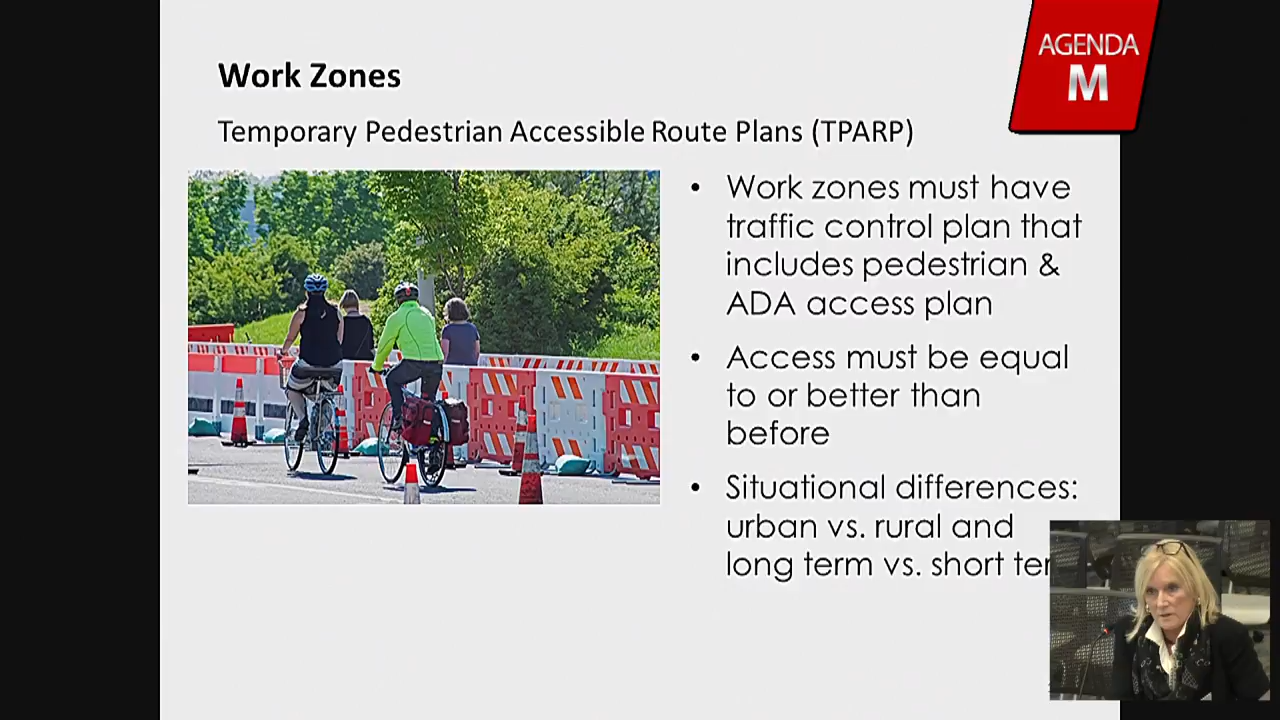 AGENDA
M
Work Zones
Temporary Pedestrian Accessible Route Plans (TPARP)
• Work zones must have
traffic control plan that
includes pedestrian &
ADA access plan
• Access must be equal
to or better than
before
• Situational differences:
urban vs. rural and
long term vs. short